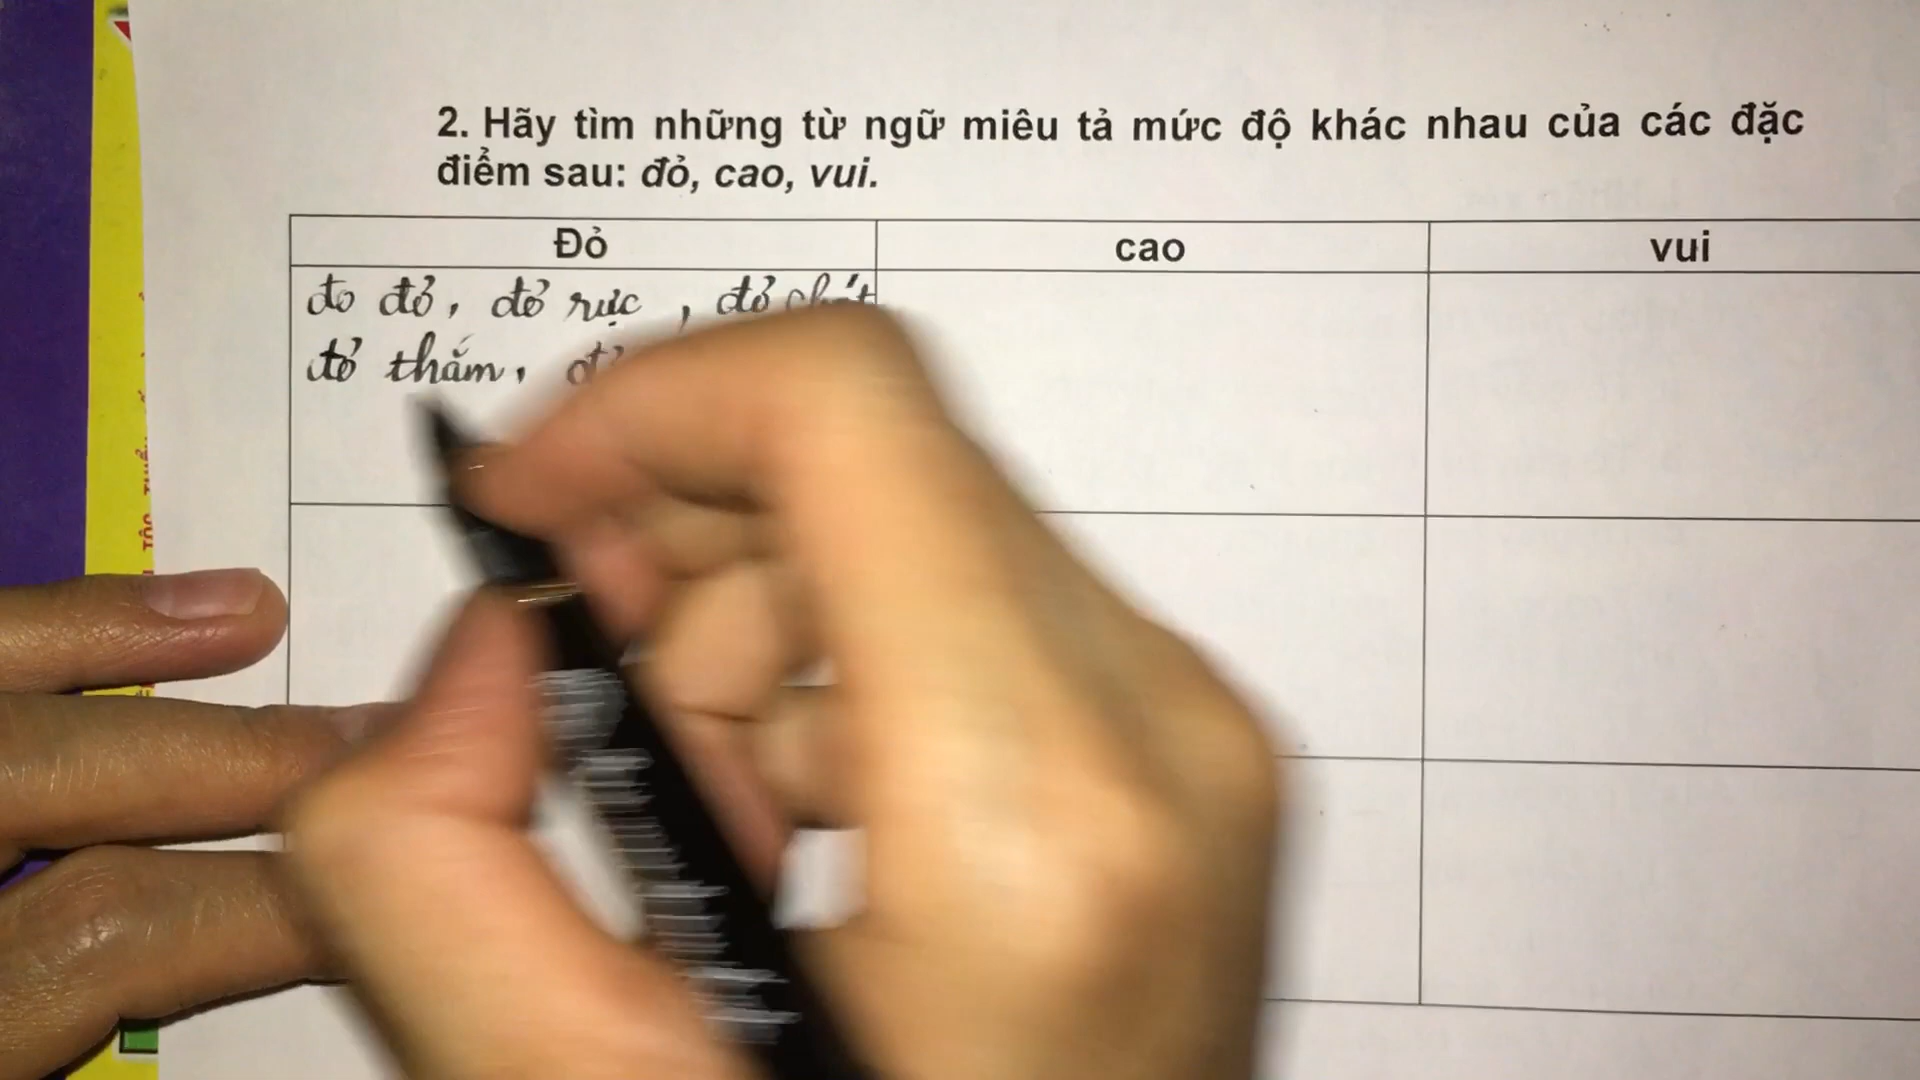 2. Hãy tìm những từ ngữ miêu tả mức độ khác nhau của các đặc
điểm sau: đỏ, cao, vui.
Đỏ cao vui
đo đỏ, đỏ rực , đỏ
đỏ thắm,